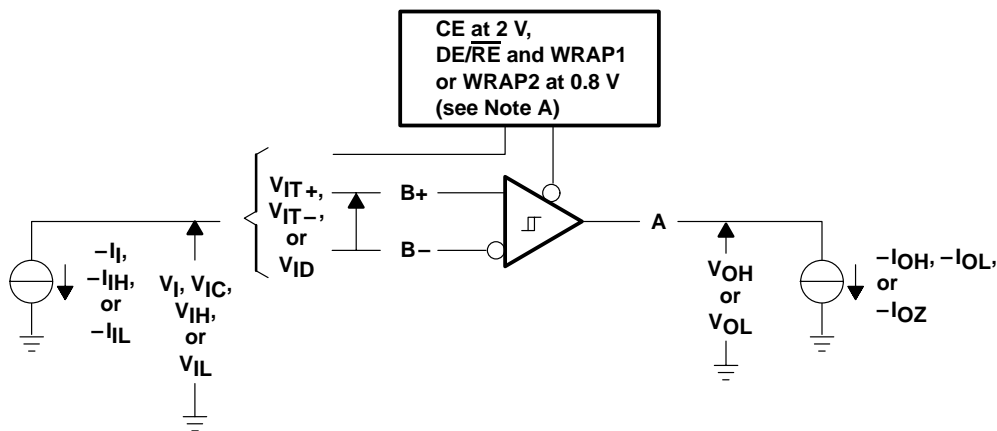 CE at 2 V,
DE/RE and WRAP1
or WRAP2 at 0.8 V
(see Note A)
VIT+,
VIT−,
or
VID
B+
B−
A
−II,
−IIH,
or
−IIL
VI, VIC,
VIH,
or
VIL
VOH
or
VOL
−IOH, −IOL,
or
−IOZ